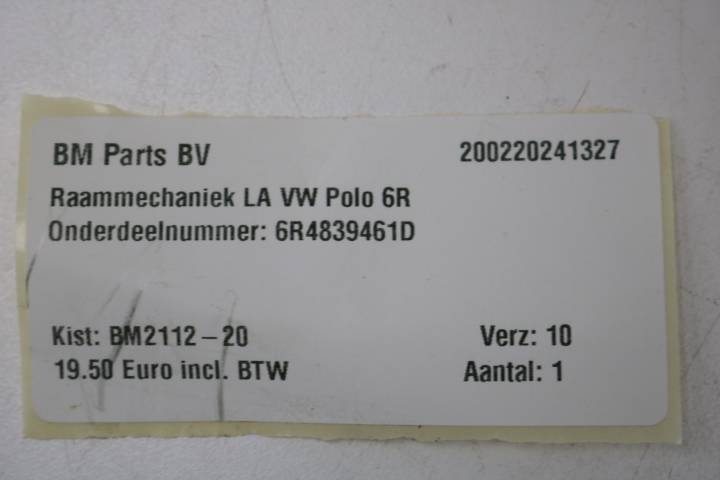 BM Parts BV 200220241327
Raammechaniek LA VW Polo 6R
Onderdeelnummer: 6R4839461D
Kist: BM2112-20 Verz: 10
19.50 Euro incl. BTW Aantal: 1